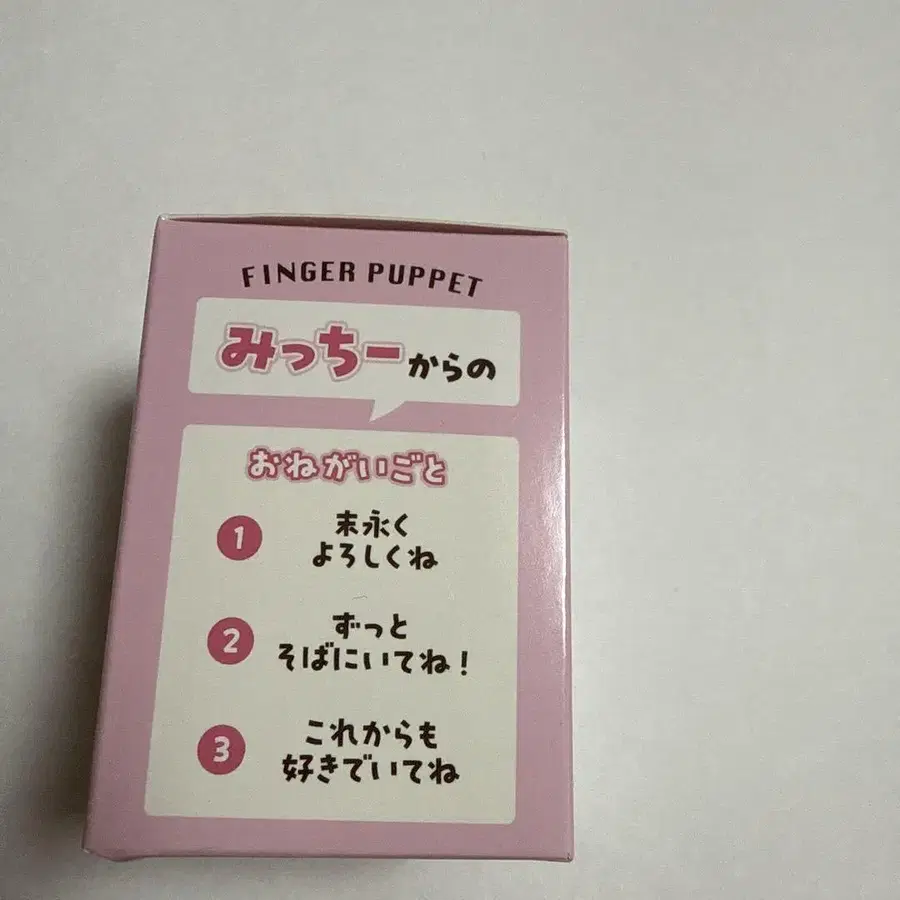 FINGER PUPPET
みっちーからの
おねがいごと
1 末永く
よろしくね
2 ずっと
そばにいてね!
3 これからも
好きでいてね